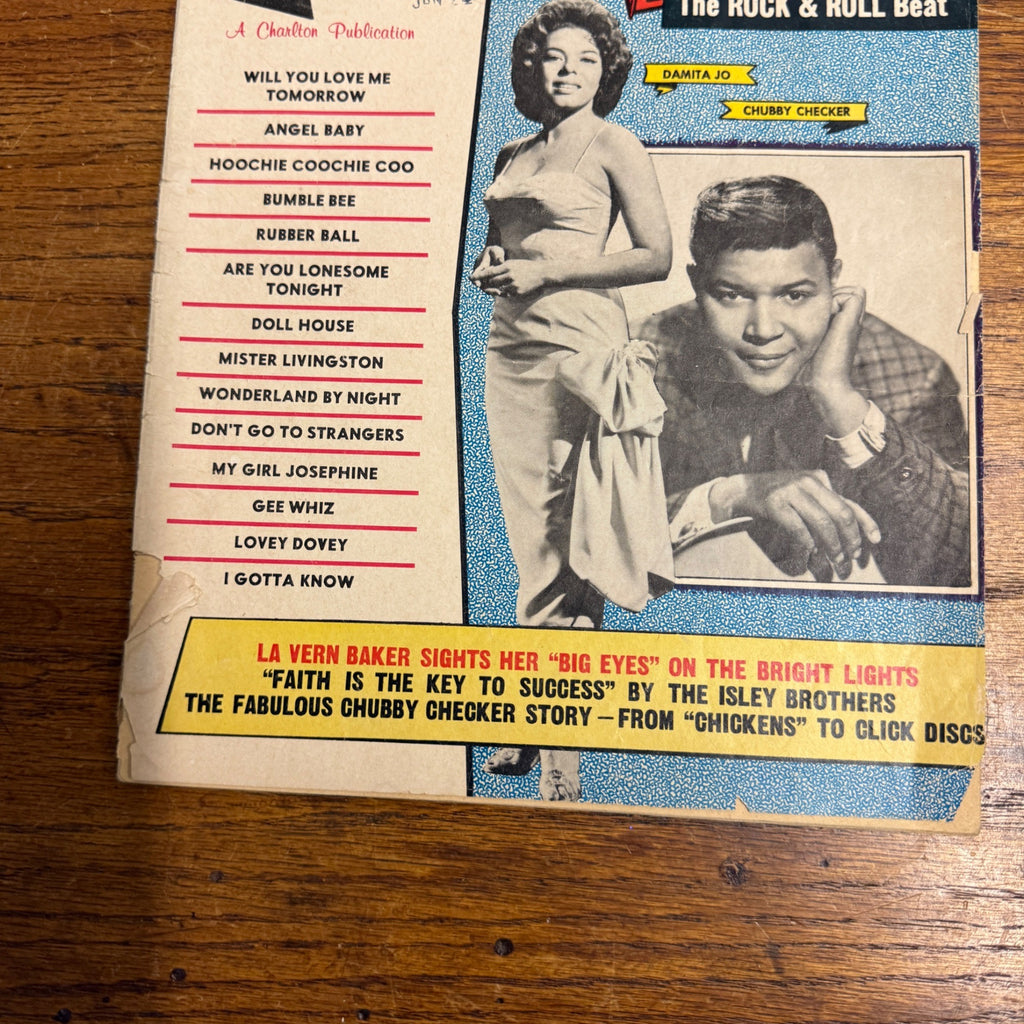 A Charlton Publication
WILL YOU LOVE ME
TOMORROW
ANGEL BABY
HOOCHIE COOCHIE COO
BUMBLE BEE
RUBBER BALL
ARE YOU LONESOME
TONIGHT
DOLL HOUSE
MISTER LIVINGSTON
WONDERLAND BY NIGHT
DON'T GO TO STRANGERS
MY GIRL JOSEPHINE
GEE WHIZ
LOVEY DOVEY
I GOTTA KNOW
The ROCK & ROLL Beat
DAMITA JO
CHUBBY CHECKER
LA VERN BAKER SIGHTS HER "BIG EYES" ON THE BRIGHT LIGHTS
"FAITH IS THE KEY TO SUCCESS" BY THE ISLEY BROTHERS
THE FABULOUS CHUBBY CHECKER STORY — FROM "CHICKENS" TO CLICK DISCS